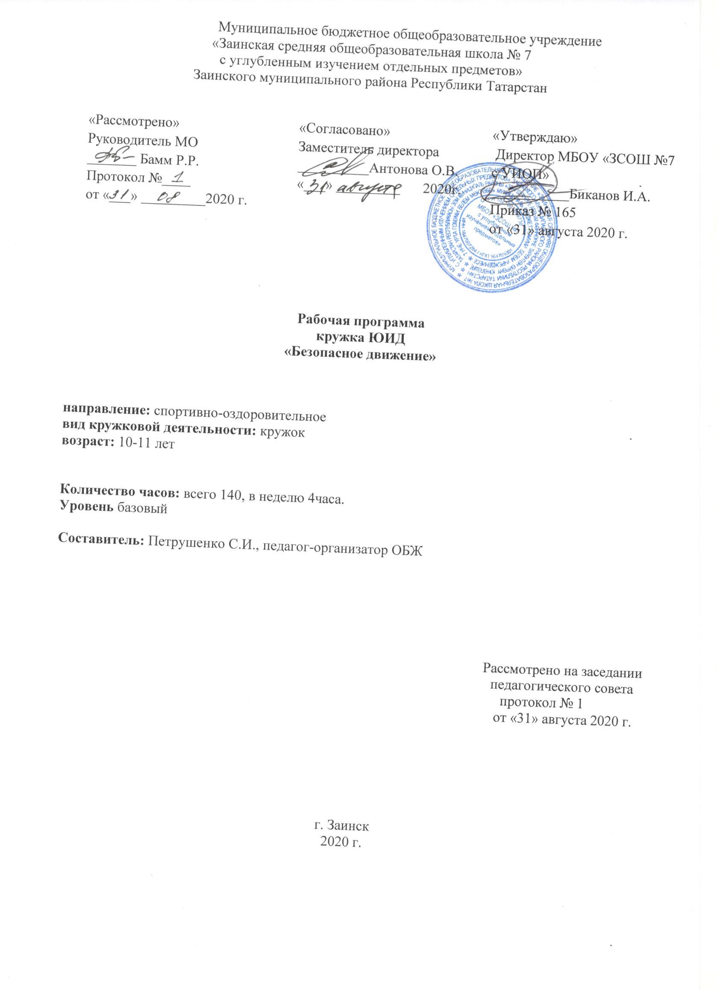 Муниципальное бюджетное общеобразовательное учреждение
«Заинская средняя общеобразовательная школа № 7
с углубленным изучением отдельных предметов»
Заинского муниципального района Республики Татарстан
«Рассмотрено»
Руководитель МО
_______ Бамм Р.Р.
Протокол № 1
от «31» 08 2020 г.
«Согласовано»
Заместитель директора
__________Антонова О.В.
«31» августа 2020г.
«Утверждаю»
Директор МБОУ «ЗСОШ №7
с УИОП»
___________Биканов И.А.
Приказ № 165
от «31» августа 2020 г.
МБОУ «ЗСОШ №7
с углубленным
изучением отдельных
предметов»
Рабочая программа
кружка ЮИД
«Безопасное движение»
направление: спортивно-оздоровительное
вид кружковой деятельности: кружок
возраст: 10-11 лет
Количество часов: всего 140, в неделю 4часа.
Уровень базовый
Составитель: Петрушенко С.И., педагог-организатор ОБЖ
Рассмотрено на заседании
педагогического совета
протокол № 1
от «31» августа 2020 г.
г. Заинск
2020 г.